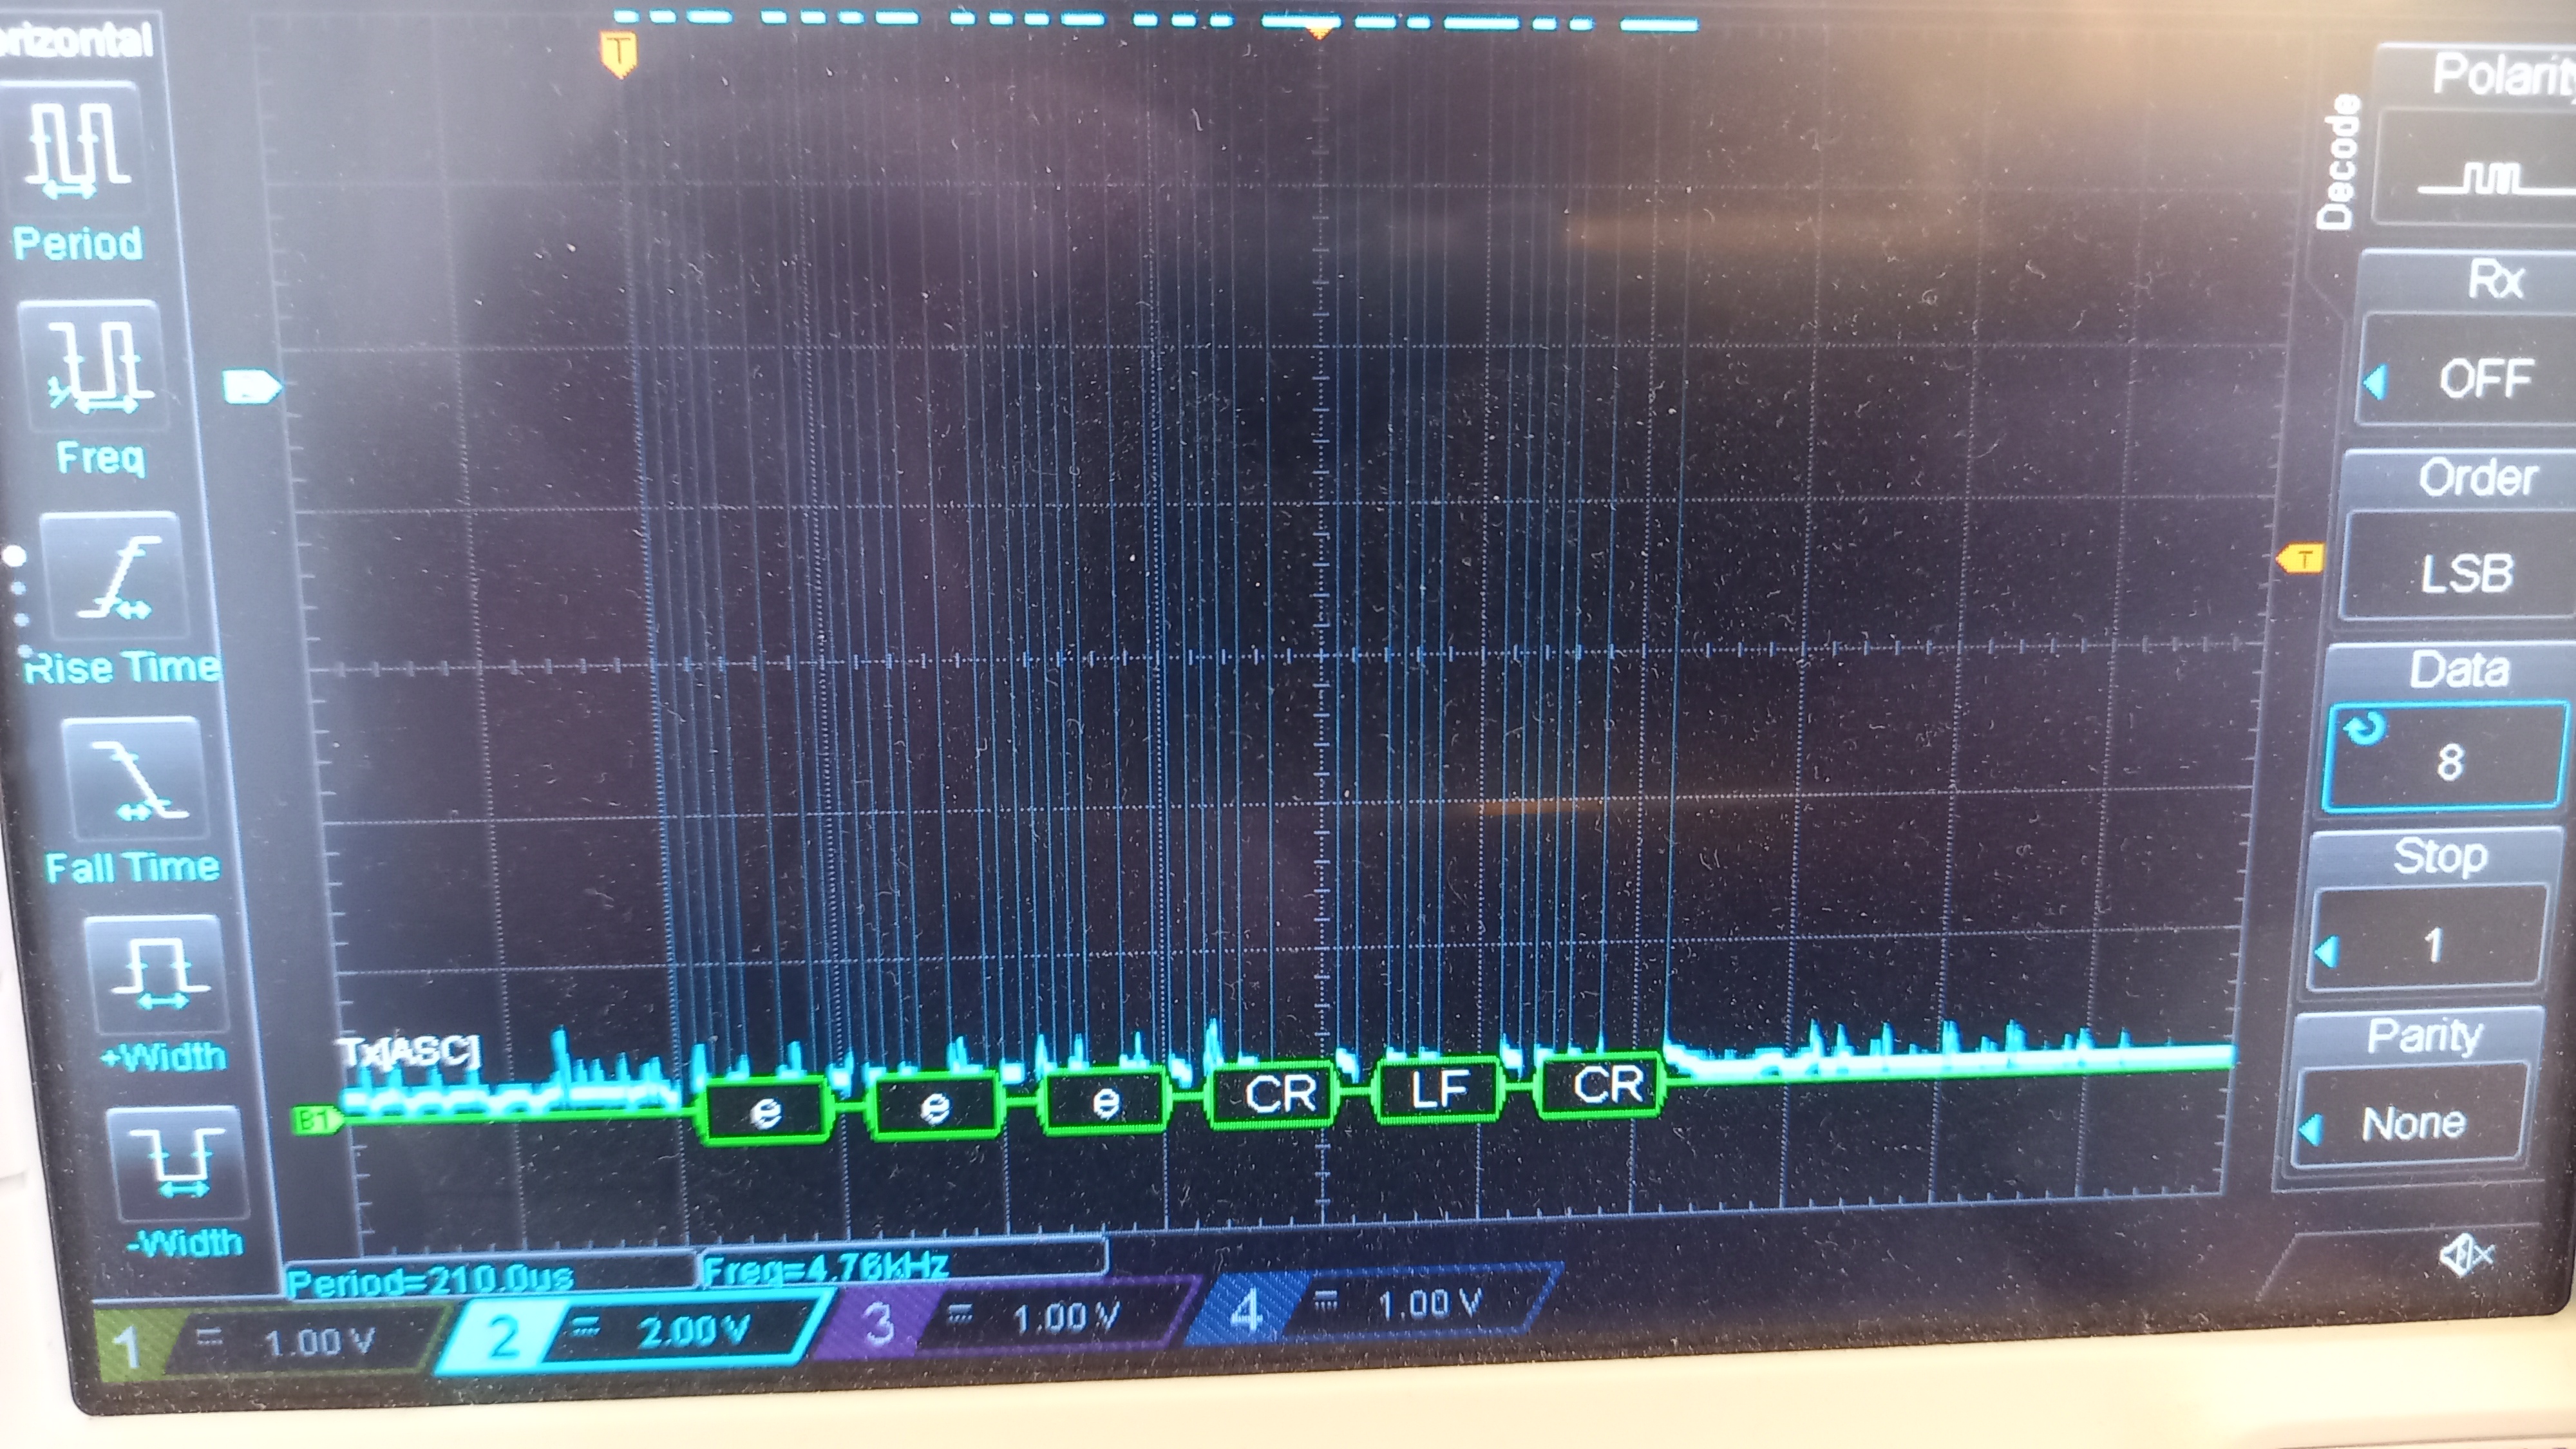 orizontal
Period
Freq
Rise Time
Fall Time
+Width
-Width
T
T
Tx[ASC]
B1
e
e
e
CR
LF
CR
Period=210.0us
Freq=4.76kHz
1
1.00 V
2
2.00 V
3
1.00 V
4
1.00 V
Decode
Polarit
Rx
OFF
Order
LSB
Data
8
Stop
1
Parity
None